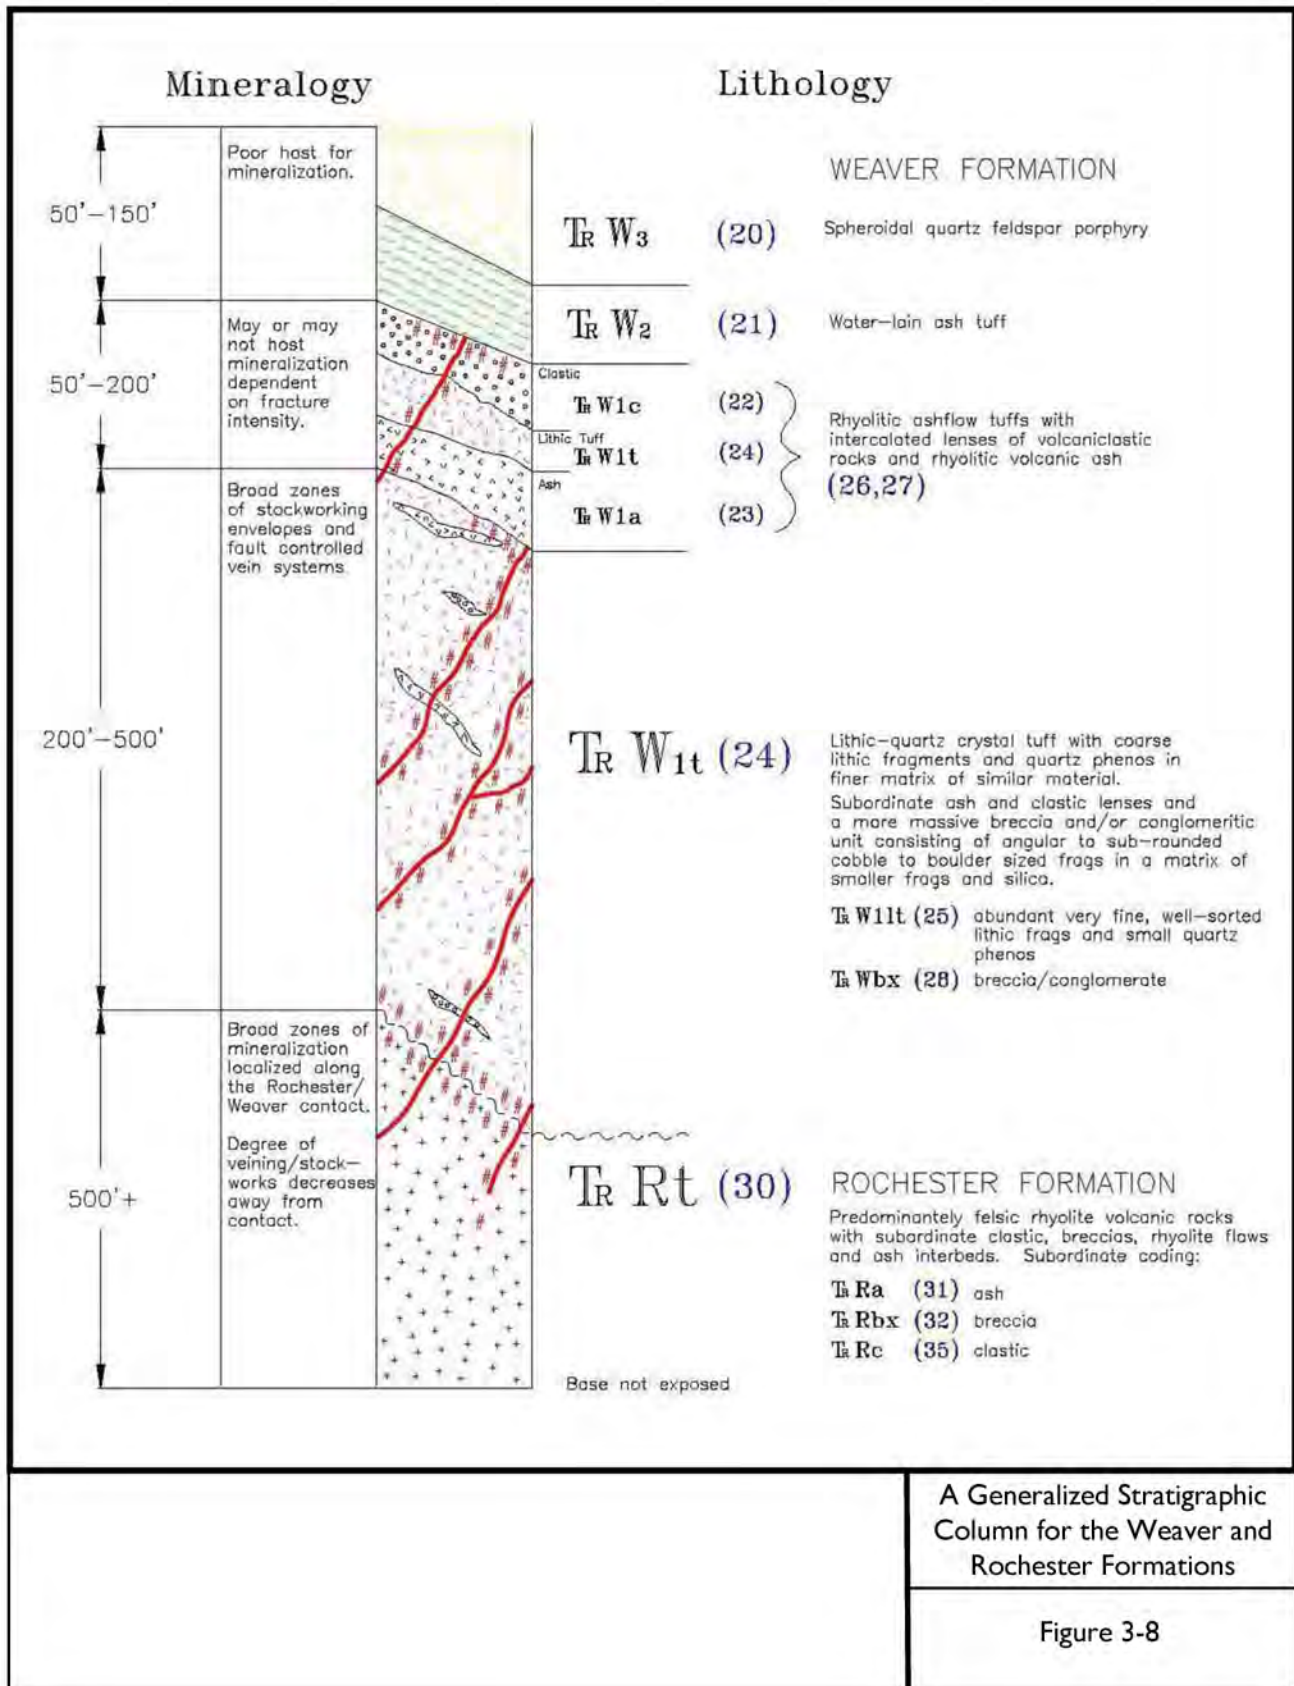 Mineralogy
Lithology
50'-150'
Poor host for
mineralization.
50'-200'
May or may
not host
mineralization
dependent
on fracture
intensity.
200'-500'
Broad zones
of stockworking
envelopes and
fault controlled
vein systems
500'+
Broad zones of
mineralization
localized along
the Rochester/
Weaver contact.
Degree of
veining/stock-
works decreases
away from
contact.
WEAVER FORMATION
TR W3 (20) Spheroidal quartz feldspar porphyry
TR W2 (21) Water-lain ash tuff
Clastic
TR W1c (22)
Lithic Tuff
TR W1t (24)
Ash
TR W1a (23)
Rhyolitic ashflow tuffs with
intercalated lenses of volcaniclastic
rocks and rhyolitic volcanic ash
(26,27)
TR W1t (24)
Lithic-quartz crystal tuff with coarse
lithic fragments and quartz phenos in
finer matrix of similar material.
Subordinate ash and clastic lenses and
a more massive breccia and/or conglomeritic
unit consisting of angular to sub-rounded
cobble to boulder sized frags in a matrix of
smaller frags and silica.
TR W1lt (25) abundant very fine, well-sorted
lithic frags and small quartz
phenos
TR Wbx (28) breccia/conglomerate
TR Rt (30)
ROCHESTER FORMATION
Predominantely felsic rhyolite volcanic rocks
with subordinate clastic, breccias, rhyolite flows
and ash interbeds. Subordinate coding:
TR Ra (31) ash
TR Rbx (32) breccia
TR Rc (35) clastic
Base not exposed
A Generalized Stratigraphic
Column for the Weaver and
Rochester Formations
Figure 3-8